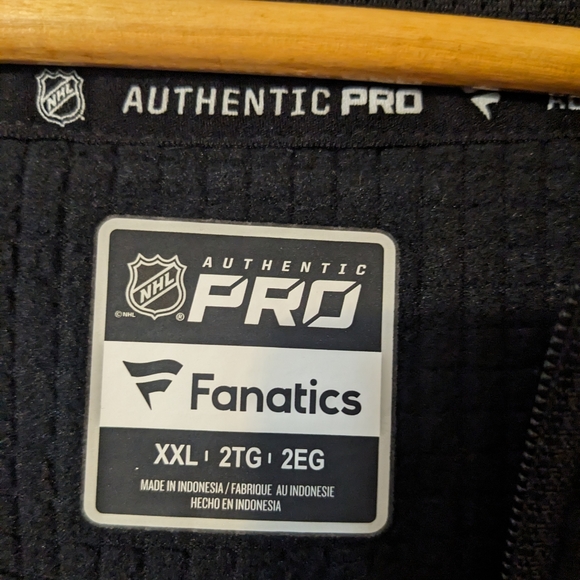 NHL AUTHENTIC PRO
NHL
AUTHENTIC
PRO
©NHL ®
Fanatics
XXL | 2TG | 2EG
MADE IN INDONESIA / FABRIQUE AU INDONESIE
HECHO EN INDONESIA